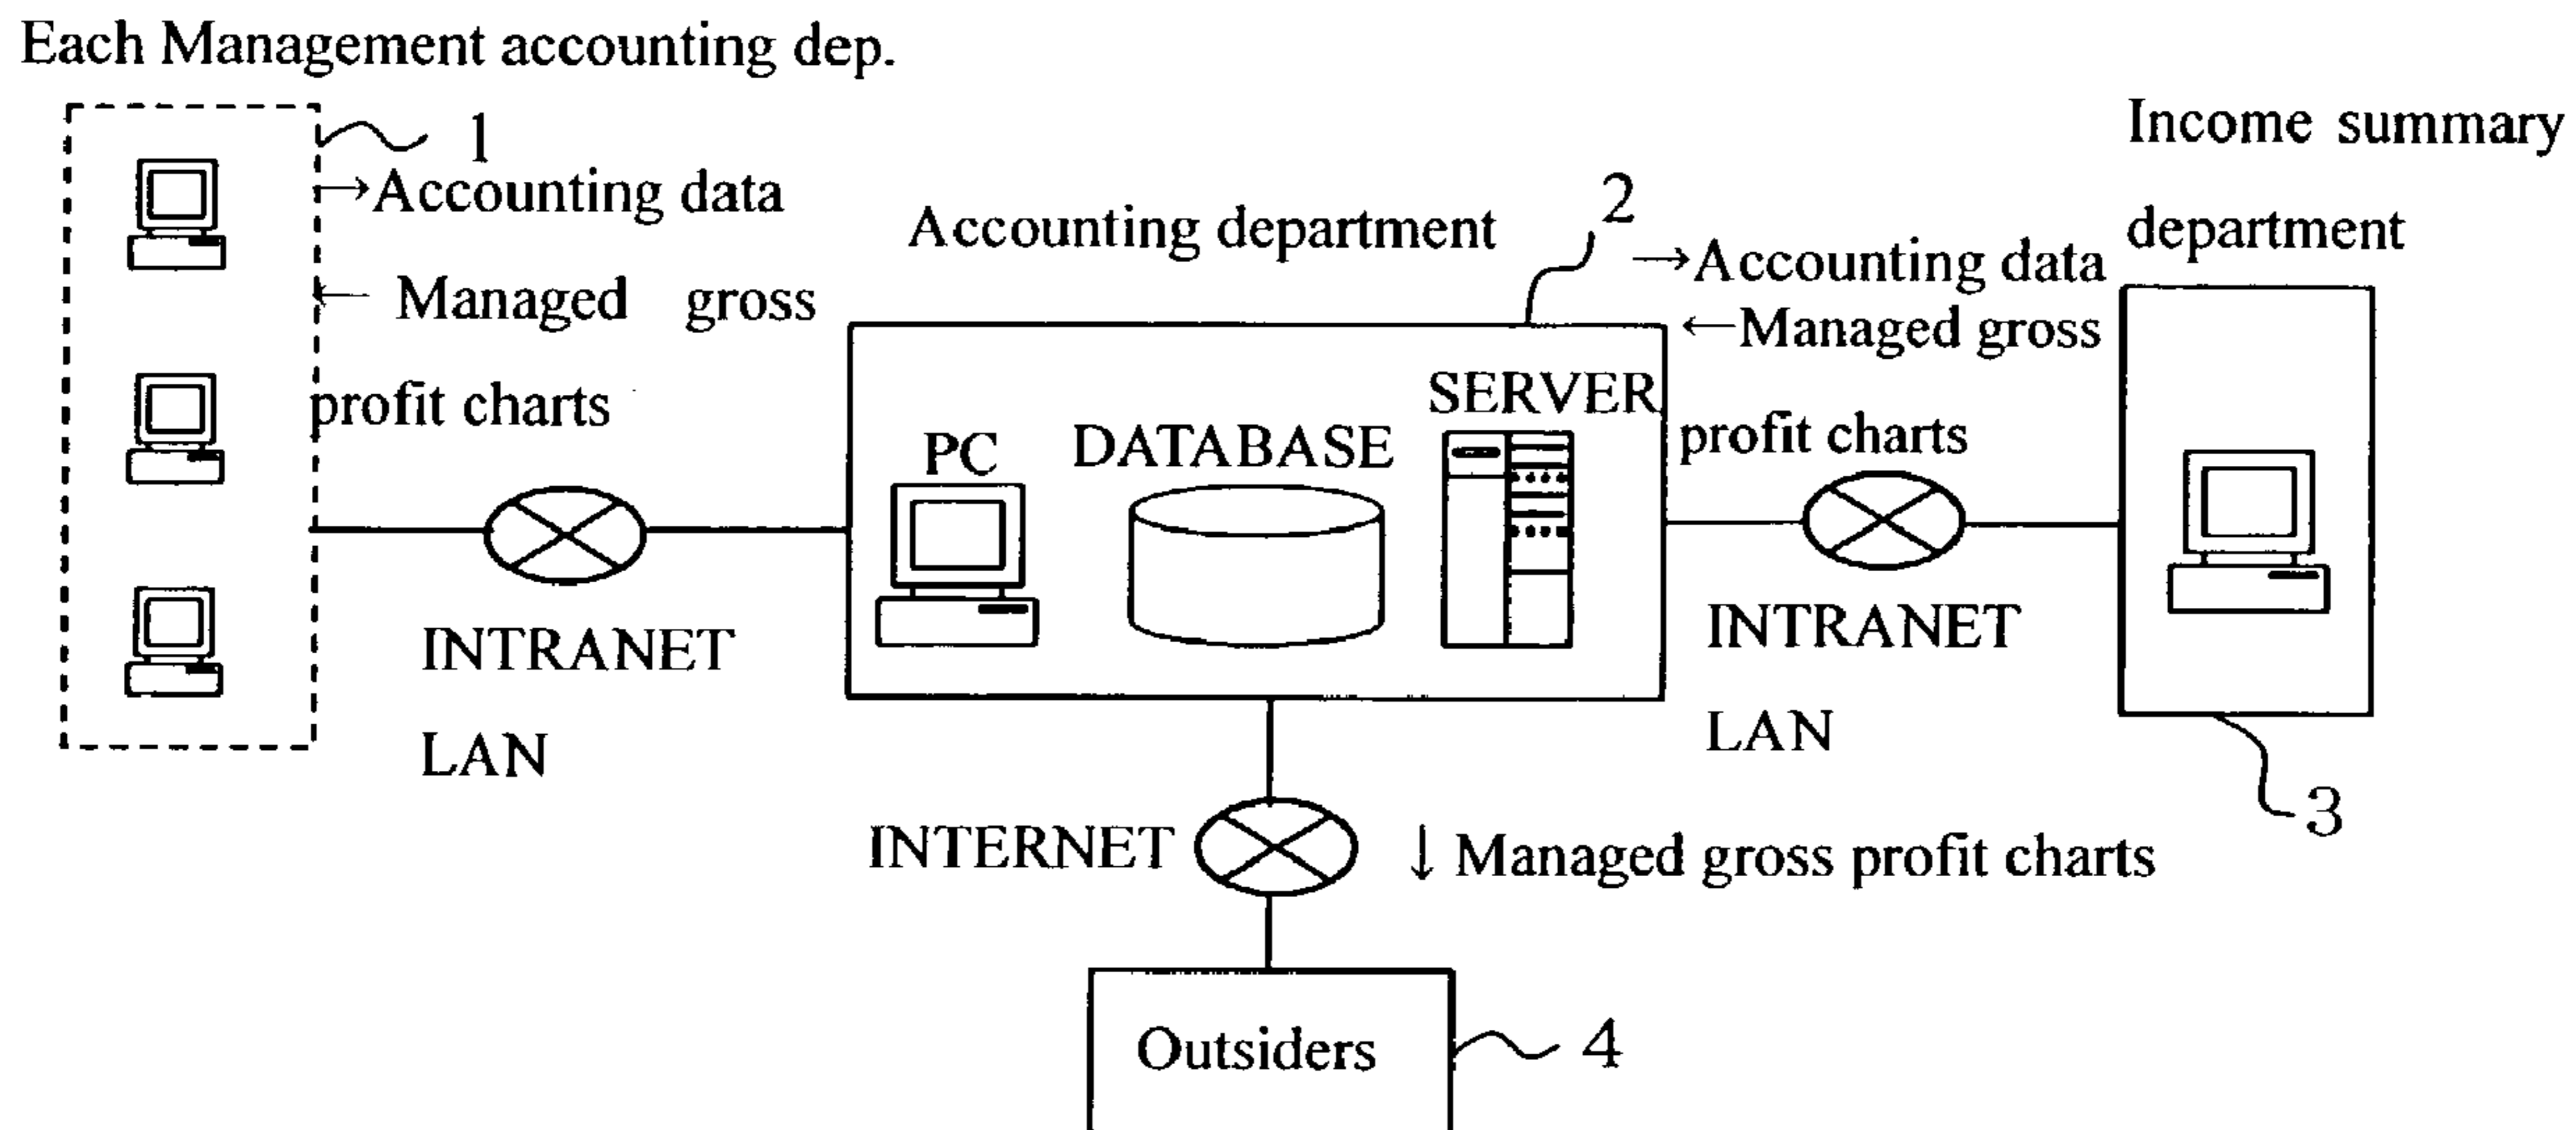 Each Management accounting dep.
1
→Accounting data
← Managed gross
profit charts
INTRANET
LAN
Accounting department
2
PC
DATABASE
SERVER
→Accounting data
←Managed gross
profit charts
INTRANET
LAN
Income summary
department
3
INTERNET
↓ Managed gross profit charts
Outsiders
4